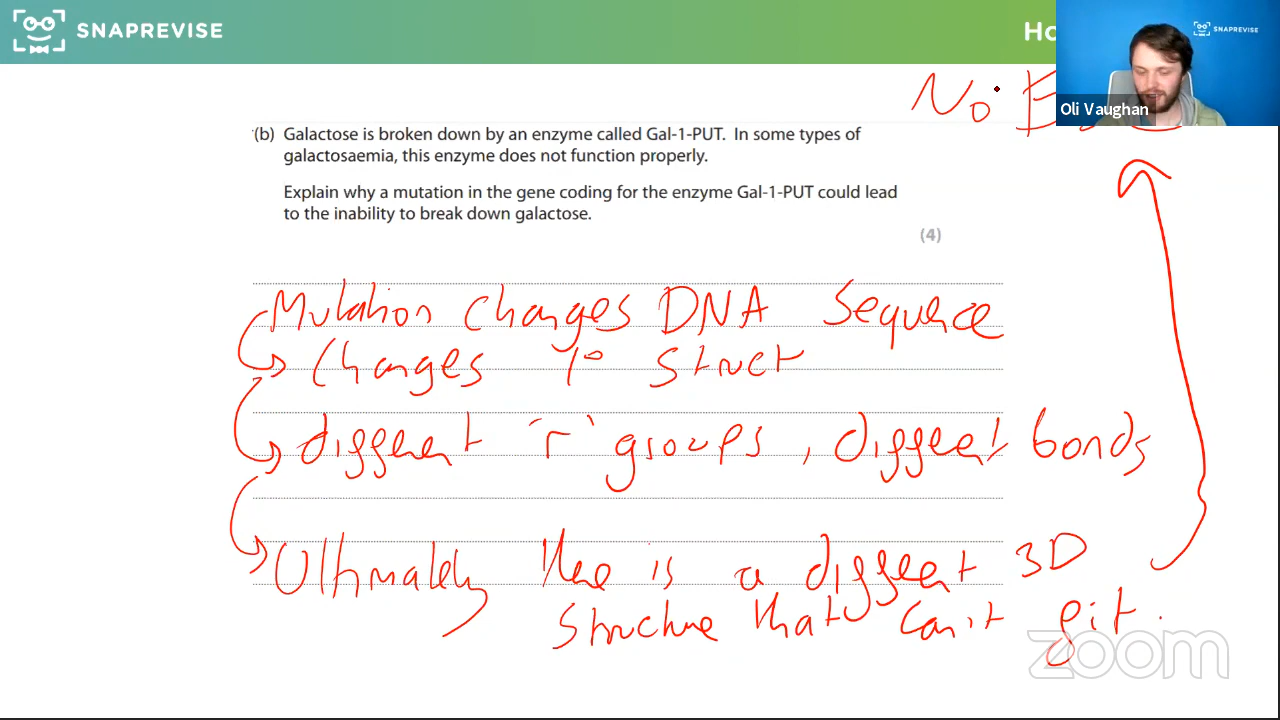 SNAPREVISE
Ho
SNAPREVISE
Oli Vaughan
No E
(b) Galactose is broken down by an enzyme called Gal-1-PUT. In some types of
galactosaemia, this enzyme does not function properly.
Explain why a mutation in the gene coding for the enzyme Gal-1-PUT could lead
to the inability to break down galactose.
(4)
Mutation changes DNA Sequence
Changes 1° Struct
different "r" groups, different bonds
Ultimately there is a different 3D
structure that can't fit.
zoom